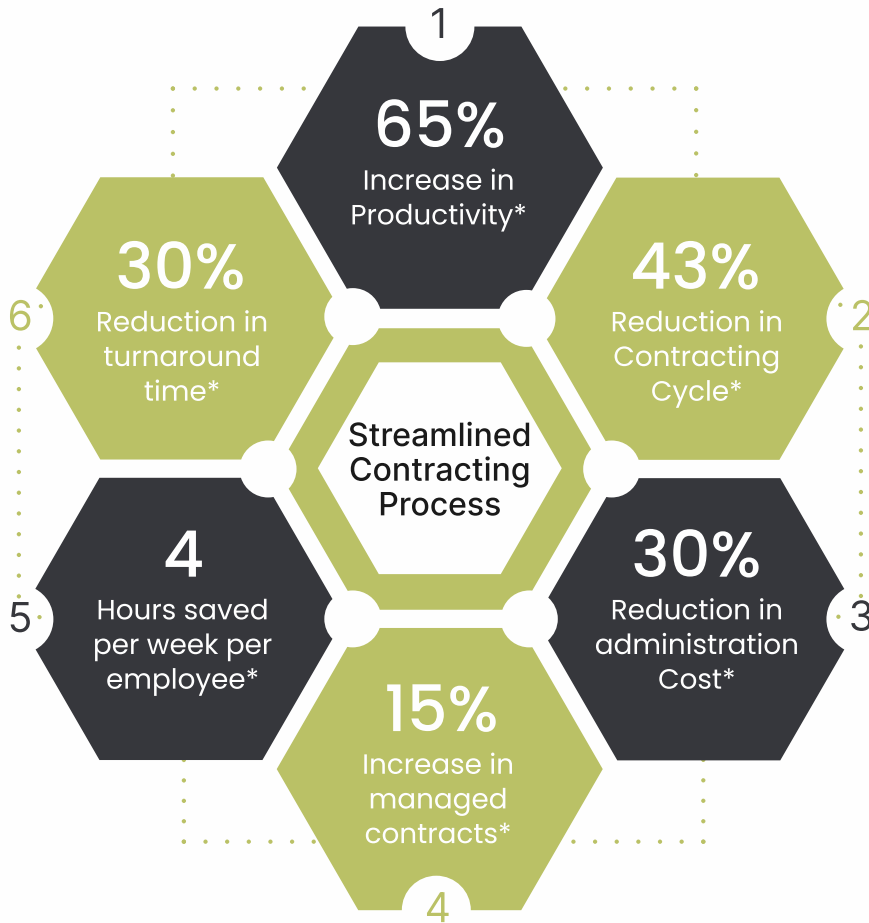 1
65%
Increase in
Productivity*
2
43%
Reduction in
Contracting
Cycle*
3
30%
Reduction in
administration
Cost*
4
15%
Increase in
managed
contracts*
5
4
Hours saved
per week per
employee*
6
30%
Reduction in
turnaround
time*
Streamlined
Contracting
Process